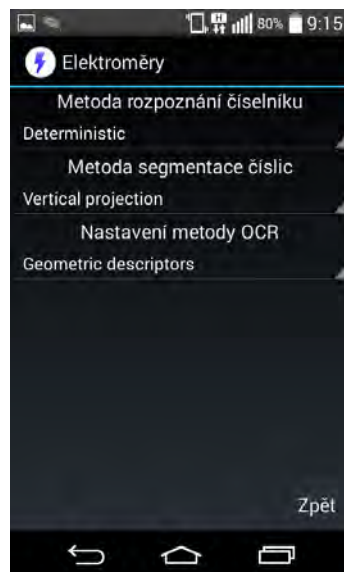 80% 9:15
Elektroměry
Metoda rozpoznání číselníku
Deterministic
Metoda segmentace číslic
Vertical projection
Nastavení metody OCR
Geometric descriptors
Zpět